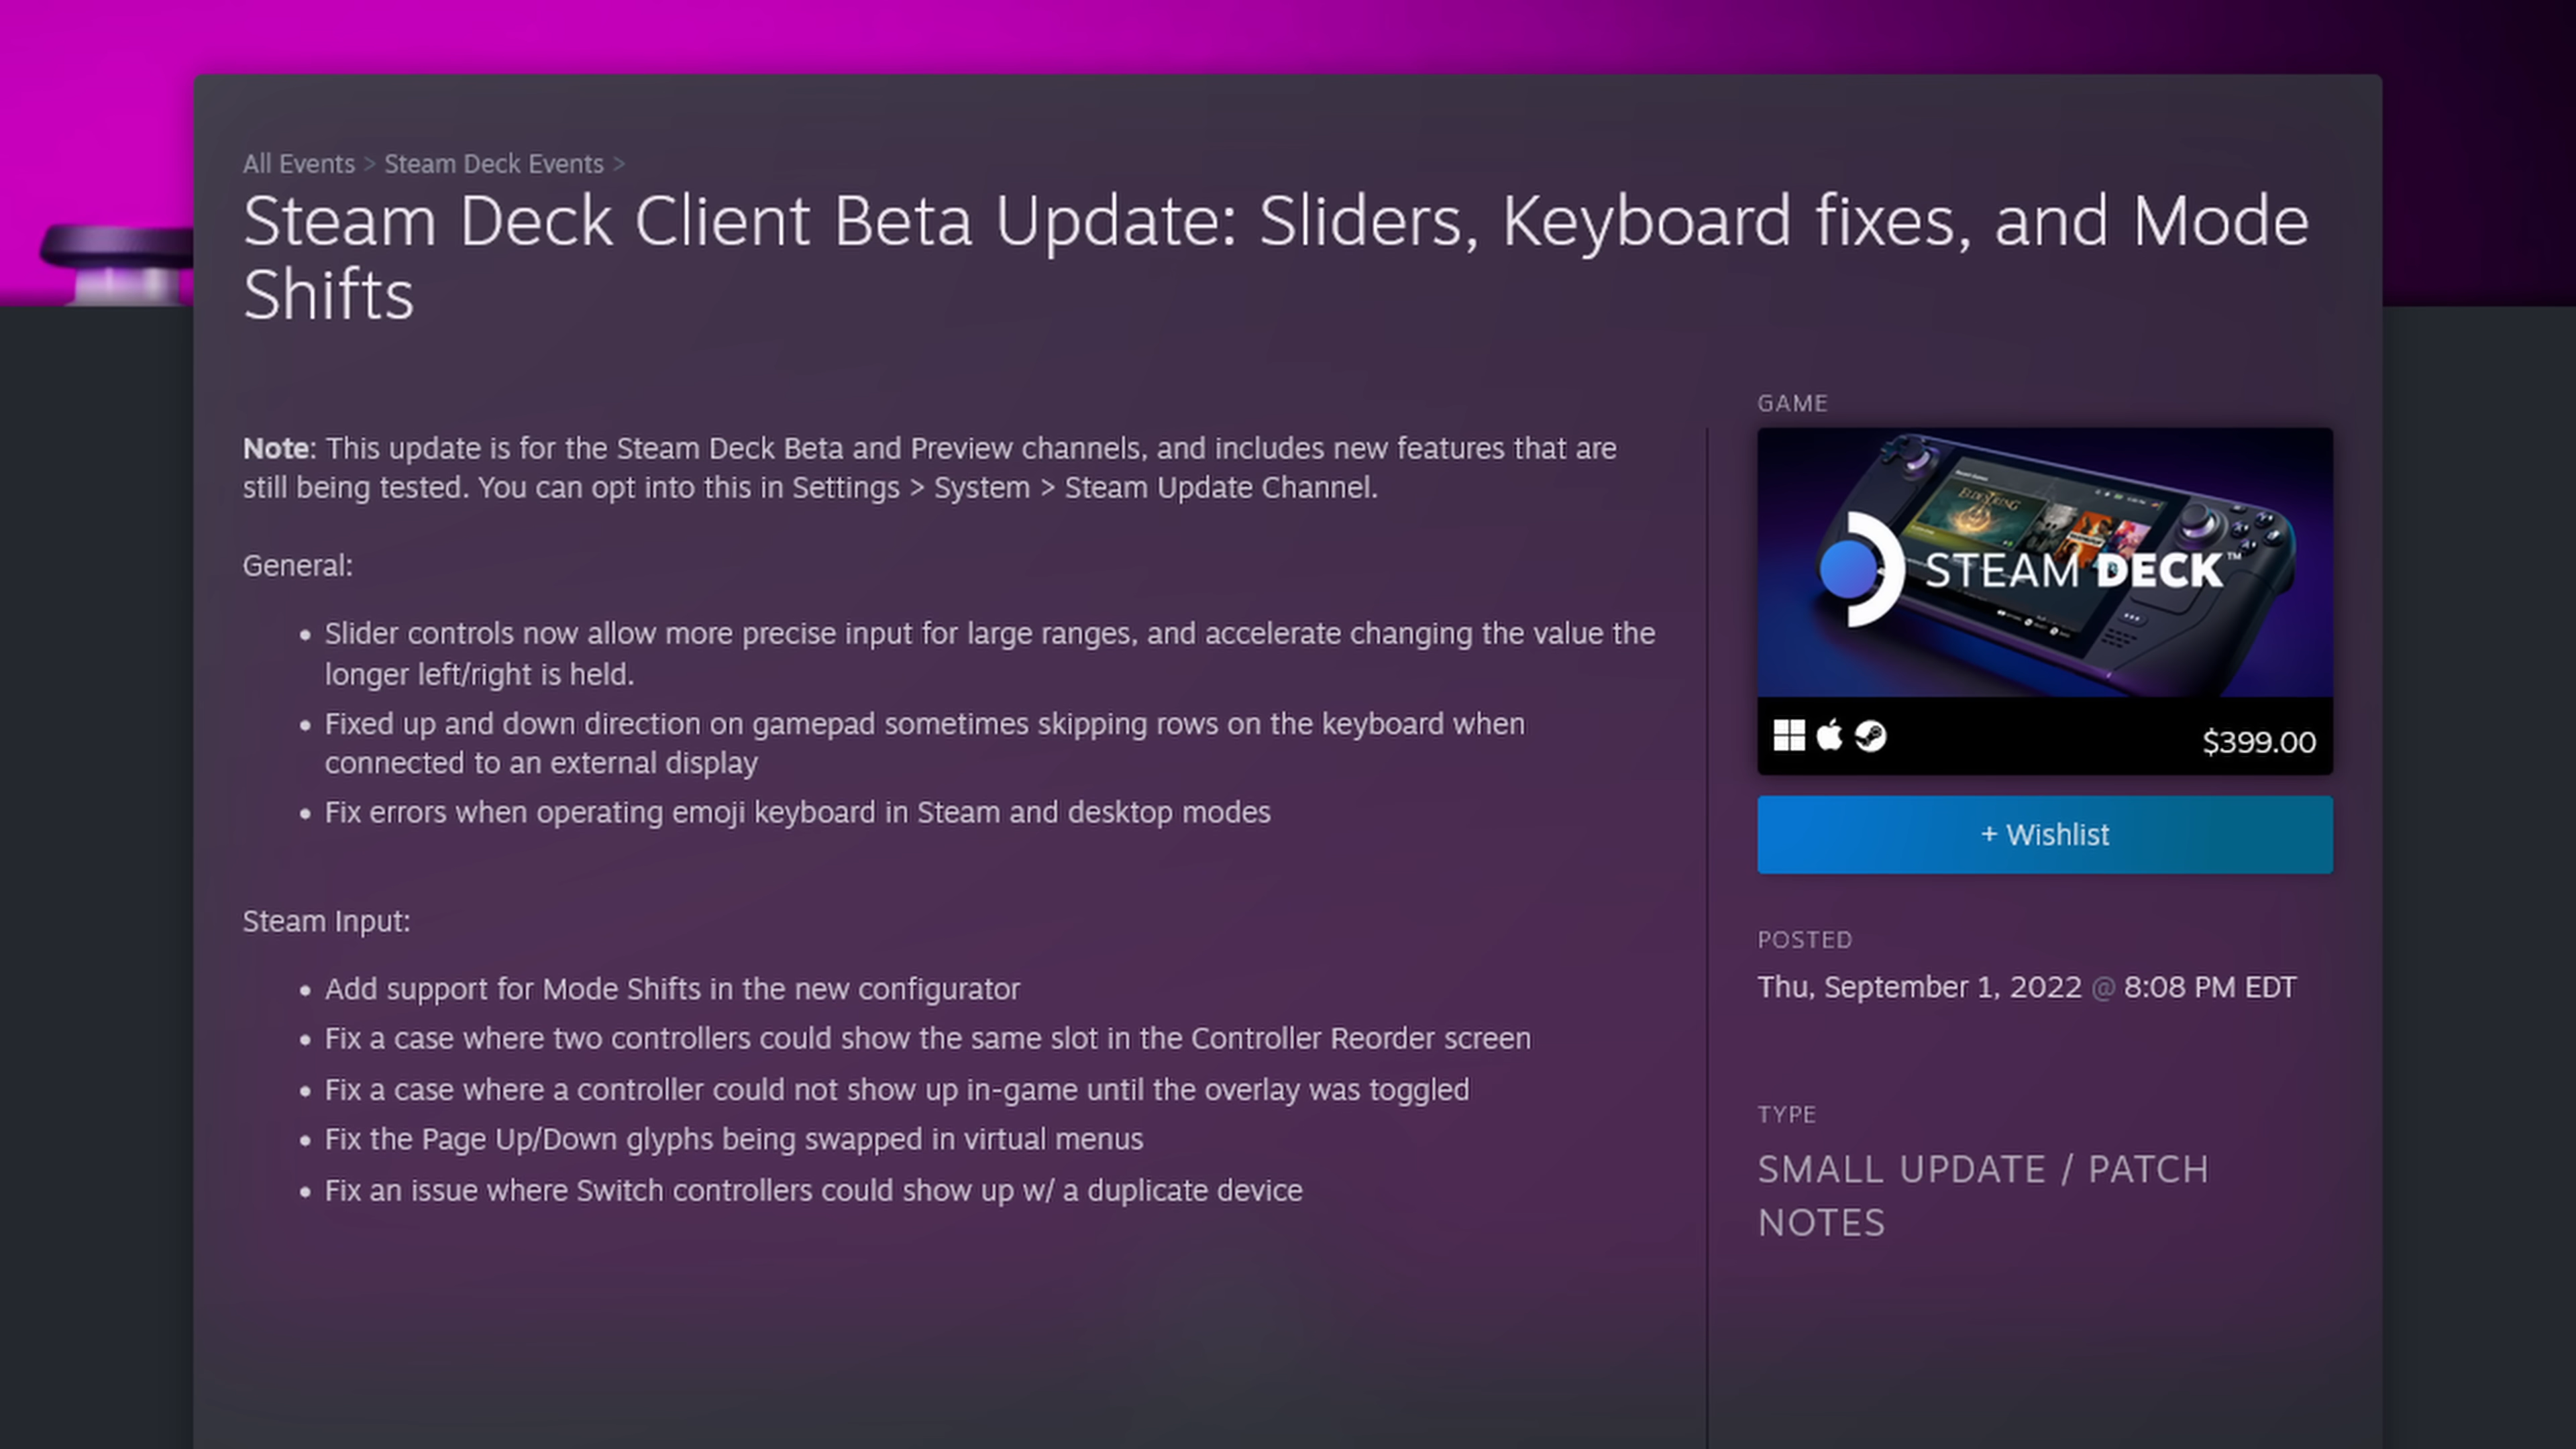 All Events > Steam Deck Events >
Steam Deck Client Beta Update: Sliders, Keyboard fixes, and Mode
Shifts
Note: This update is for the Steam Deck Beta and Preview channels, and includes new features that are
still being tested. You can opt into this in Settings > System > Steam Update Channel.
General:
• Slider controls now allow more precise input for large ranges, and accelerate changing the value the
longer left/right is held.
• Fixed up and down direction on gamepad sometimes skipping rows on the keyboard when
connected to an external display
• Fix errors when operating emoji keyboard in Steam and desktop modes
Steam Input:
• Add support for Mode Shifts in the new configurator
• Fix a case where two controllers could show the same slot in the Controller Reorder screen
• Fix a case where a controller could not show up in-game until the overlay was toggled
• Fix the Page Up/Down glyphs being swapped in virtual menus
• Fix an issue where Switch controllers could show up w/ a duplicate device
GAME
ELDEN RING
STEAM DECK™
$399.00
+ Wishlist
POSTED
Thu, September 1, 2022 @ 8:08 PM EDT
TYPE
SMALL UPDATE / PATCH
NOTES